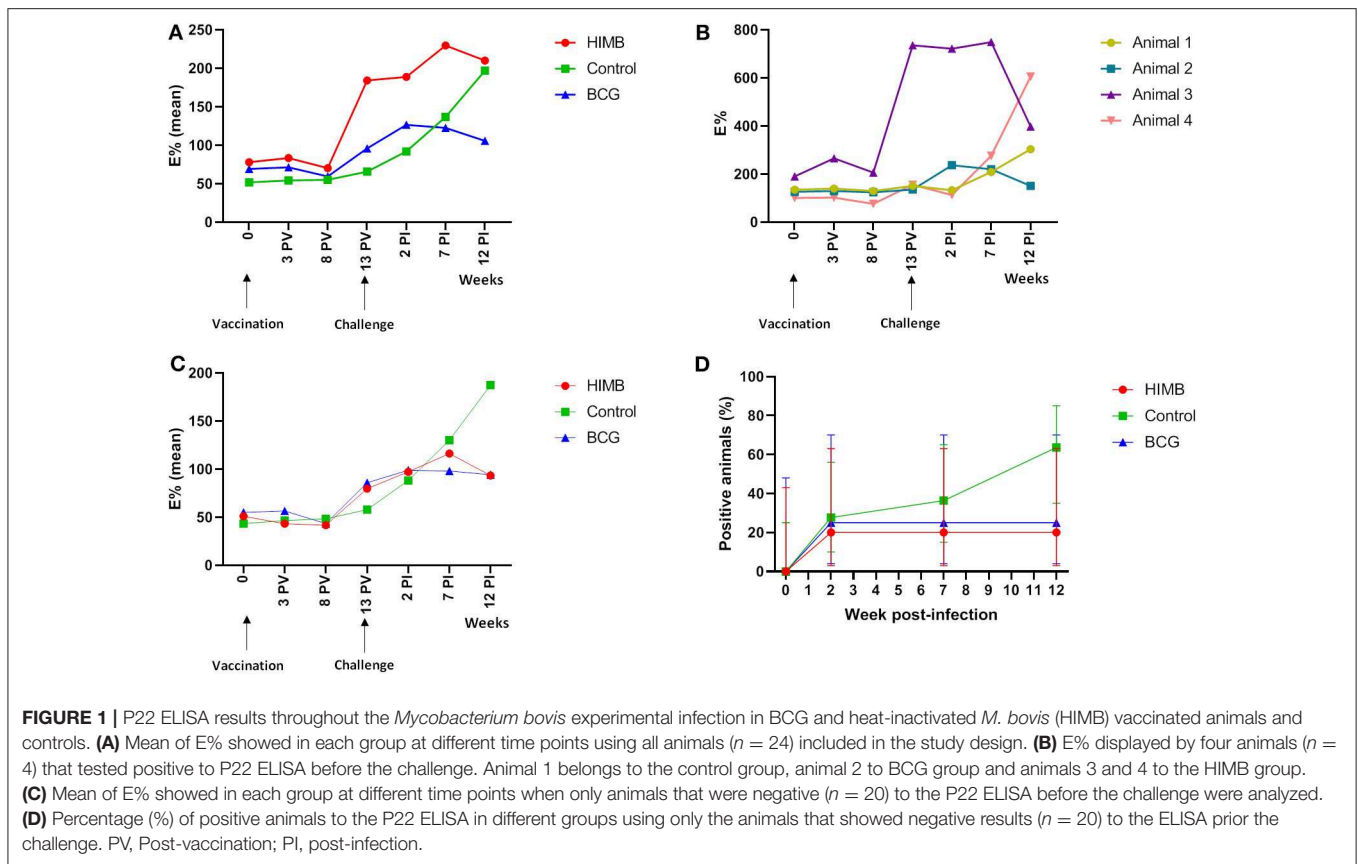 A
250
200
150
100
50
0
E% (mean)
0
3 PV
8 PV
13 PV
2 PI
7 PI
12 PI
Weeks
Vaccination
Challenge
HIMB
Control
BCG
B
800
600
400
200
0
E%
0
3 PV
8 PV
13 PV
2 PI
7 PI
12 PI
Weeks
Vaccination
Challenge
Animal 1
Animal 2
Animal 3
Animal 4
C
200
150
100
50
0
E% (mean)
0
3 PV
8 PV
13 PV
2 PI
7 PI
12 PI
Weeks
Vaccination
Challenge
HIMB
Control
BCG
D
100
80
60
40
20
0
Positive animals (%)
0 1 2 3 4 5 6 7 8 9 10 11 12
Week post-infection
HIMB
Control
BCG
FIGURE 1 | P22 ELISA results throughout the Mycobacterium bovis experimental infection in BCG and heat-inactivated M. bovis (HIMB) vaccinated animals and
controls. (A) Mean of E% showed in each group at different time points using all animals (n = 24) included in the study design. (B) E% displayed by four animals (n =
4) that tested positive to P22 ELISA before the challenge. Animal 1 belongs to the control group, animal 2 to BCG group and animals 3 and 4 to the HIMB group.
(C) Mean of E% showed in each group at different time points when only animals that were negative (n = 20) to the P22 ELISA before the challenge were analyzed.
(D) Percentage (%) of positive animals to the P22 ELISA in different groups using only the animals that showed negative results (n = 20) to the ELISA prior the
challenge. PV, Post-vaccination; PI, post-infection.